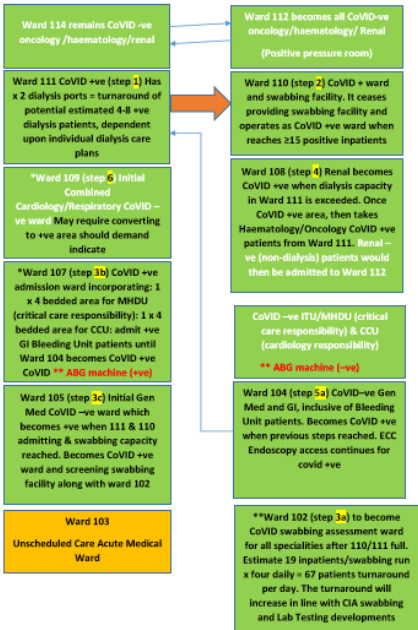 Ward 114 remains CoVID -ve
oncology /haematology/renal
Ward 112 becomes all CoVID-ve
oncology/haematology/ Renal
(Positive pressure room)
Ward 111 CoVID +ve (step 1) Has
x 2 dialysis ports = turnaround of
potential estimated 4-8 +ve
dialysis patients, dependent
upon individual dialysis care
plans
Ward 110 (step 2) CoVID + ward
and swabbing facility. It ceases
providing swabbing facility and
operates as CoVID +ve ward when
reaches ≥15 positive inpatients
*Ward 109 (step 6) Initial
Combined
Cardiology/Respiratory CoVID –
ve ward May require converting
to +ve area should demand
indicate
Ward 108 (step 4) Renal becomes
CoVID +ve when dialysis capacity
in Ward 111 is exceeded. Once
CoVID +ve area, then takes
Haematology/Oncology CoVID +ve
patients from Ward 111. Renal –
ve (non-dialysis) patients would
then be admitted to Ward 112
*Ward 107 (step 3b) CoVID +ve
admission ward incorporating: 1
x 4 bedded area for MHDU
(critical care responsibility): 1 x 4
bedded area for CCU: admit +ve
GI Bleeding Unit patients until
Ward 104 becomes CoVID +ve
CoVID ** ABG machine (+ve)
CoVID –ve ITU/MHDU (critical
care responsibility) & CCU
(cardiology responsibility)
** ABG machine (–ve)
Ward 105 (step 3c) Initial Gen
Med CoVID –ve ward which
becomes +ve when 111 & 110
admitting & swabbing capacity
reached. Becomes CoVID +ve
ward and screening swabbing
facility along with ward 102
Ward 104 (step 5a) CoVID–ve Gen
Med and GI, inclusive of Bleeding
Unit patients. Becomes CoVID +ve
when previous steps reached. ECC
Endoscopy access continues for
covid +ve
Ward 103
Unscheduled Care Acute Medical
Ward
**Ward 102 (step 3a) to become
CoVID swabbing assessment ward
for all specialities after 110/111 full.
Estimate 19 inpatients/swabbing run
x four daily = 67 patients turnaround
per day. The turnaround will
increase in line with CIA swabbing
and Lab Testing developments